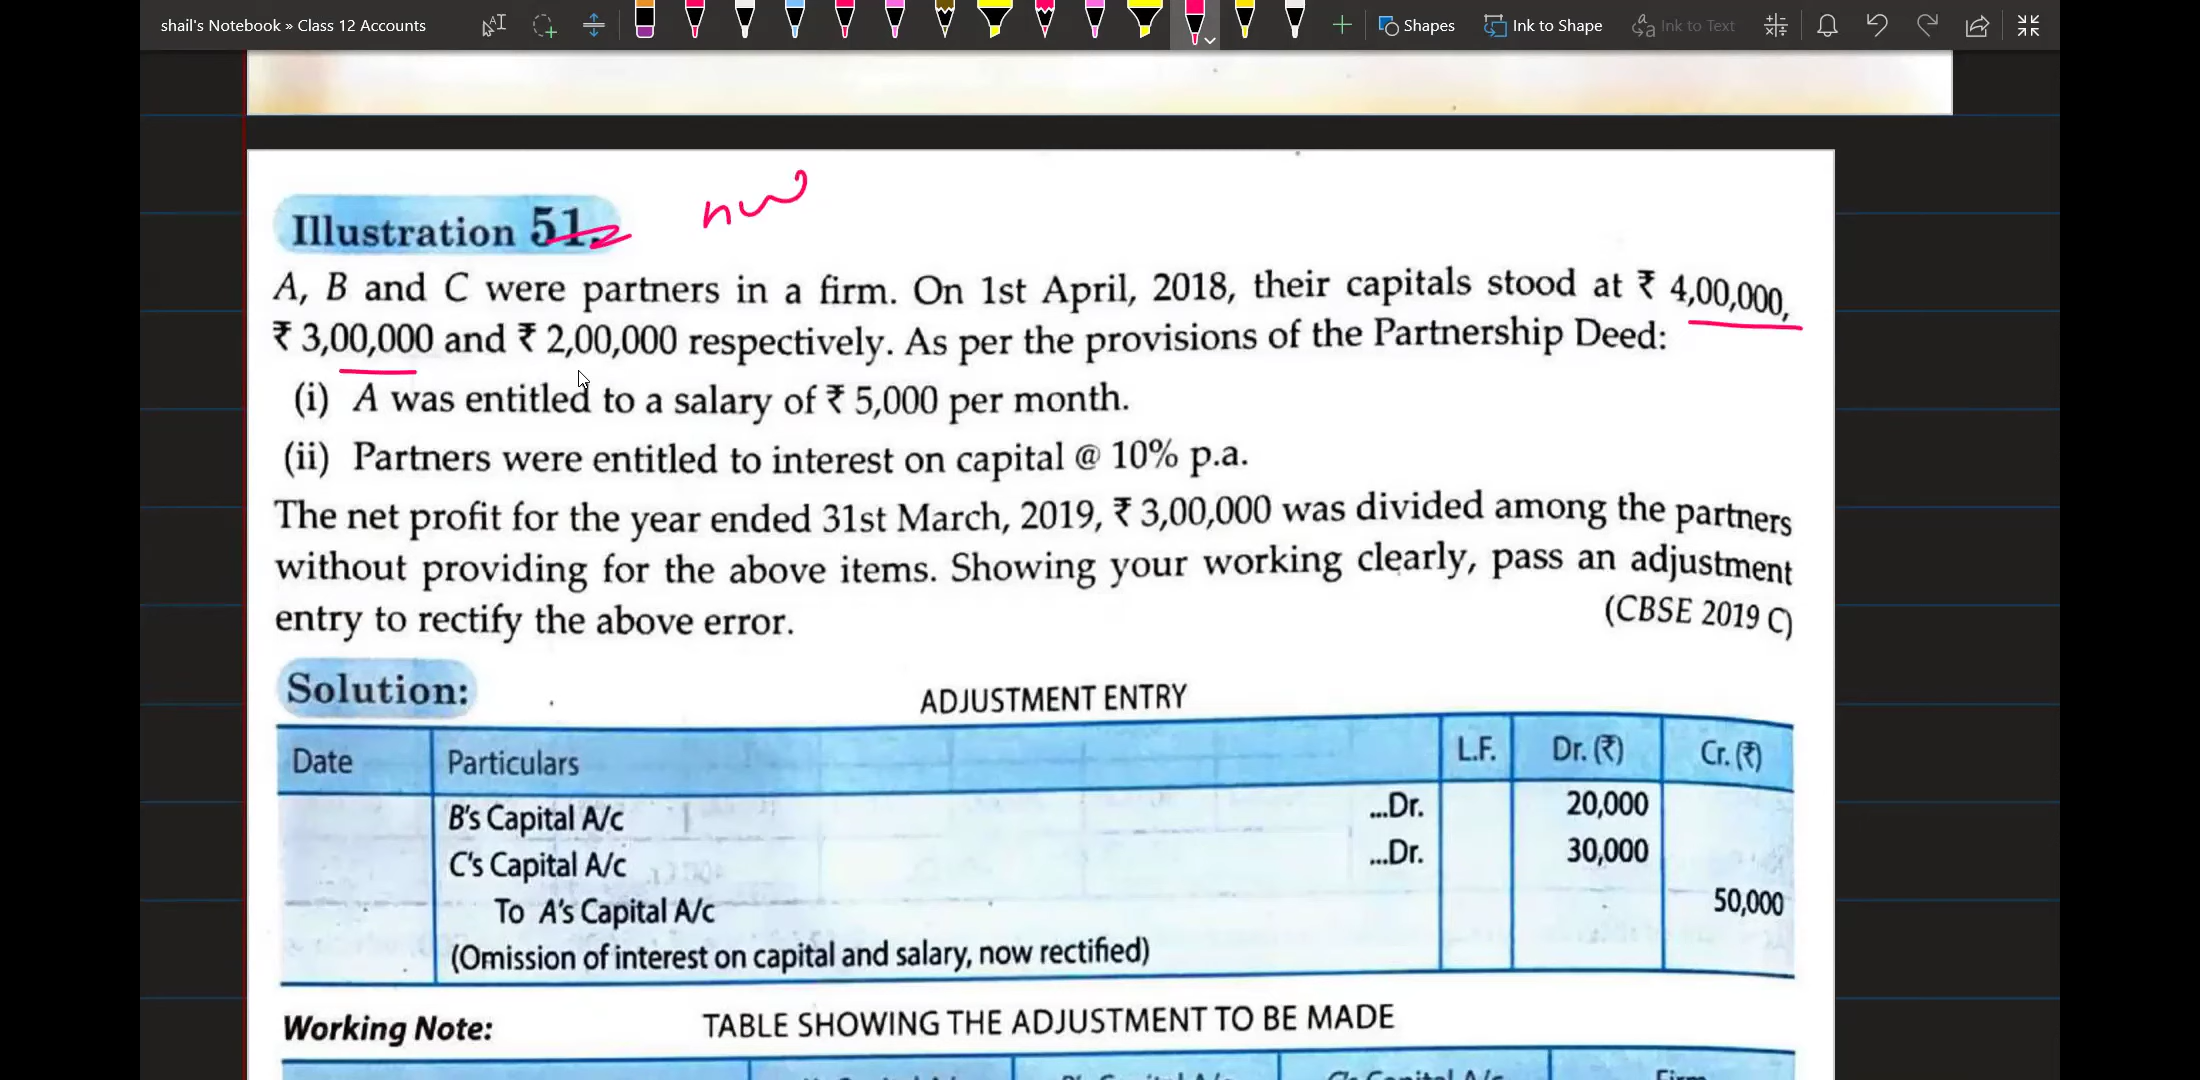 shail's Notebook » Class 12 Accounts
Shapes
Ink to Shape
Ink to Text
Illustration 51.
A, B and C were partners in a firm. On 1st April, 2018, their capitals stood at ₹ 4,00,000,
₹ 3,00,000 and ₹ 2,00,000 respectively. As per the provisions of the Partnership Deed:
(i) A was entitled to a salary of ₹ 5,000 per month.
(ii) Partners were entitled to interest on capital @ 10% p.a.
The net profit for the year ended 31st March, 2019, ₹ 3,00,000 was divided among the partners
without providing for the above items. Showing your working clearly, pass an adjustment
entry to rectify the above error. (CBSE 2019 C)
Solution:
ADJUSTMENT ENTRY
Date Particulars L.F. Dr. (₹) Cr. (₹)
B's Capital A/c ...Dr. 20,000
C's Capital A/c ...Dr. 30,000
To A's Capital A/c 50,000
(Omission of interest on capital and salary, now rectified)
Working Note: TABLE SHOWING THE ADJUSTMENT TO BE MADE